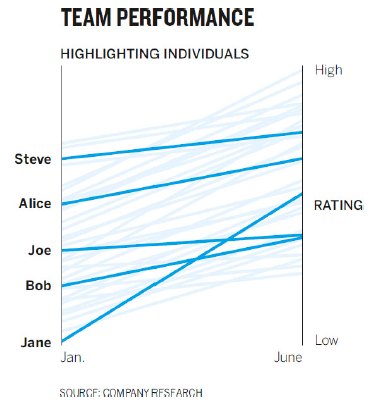 TEAM PERFORMANCE
HIGHLIGHTING INDIVIDUALS
High
Steve
Alice
RATING
Joe
Bob
Jane
Low
Jan.
June
SOURCE: COMPANY RESEARCH